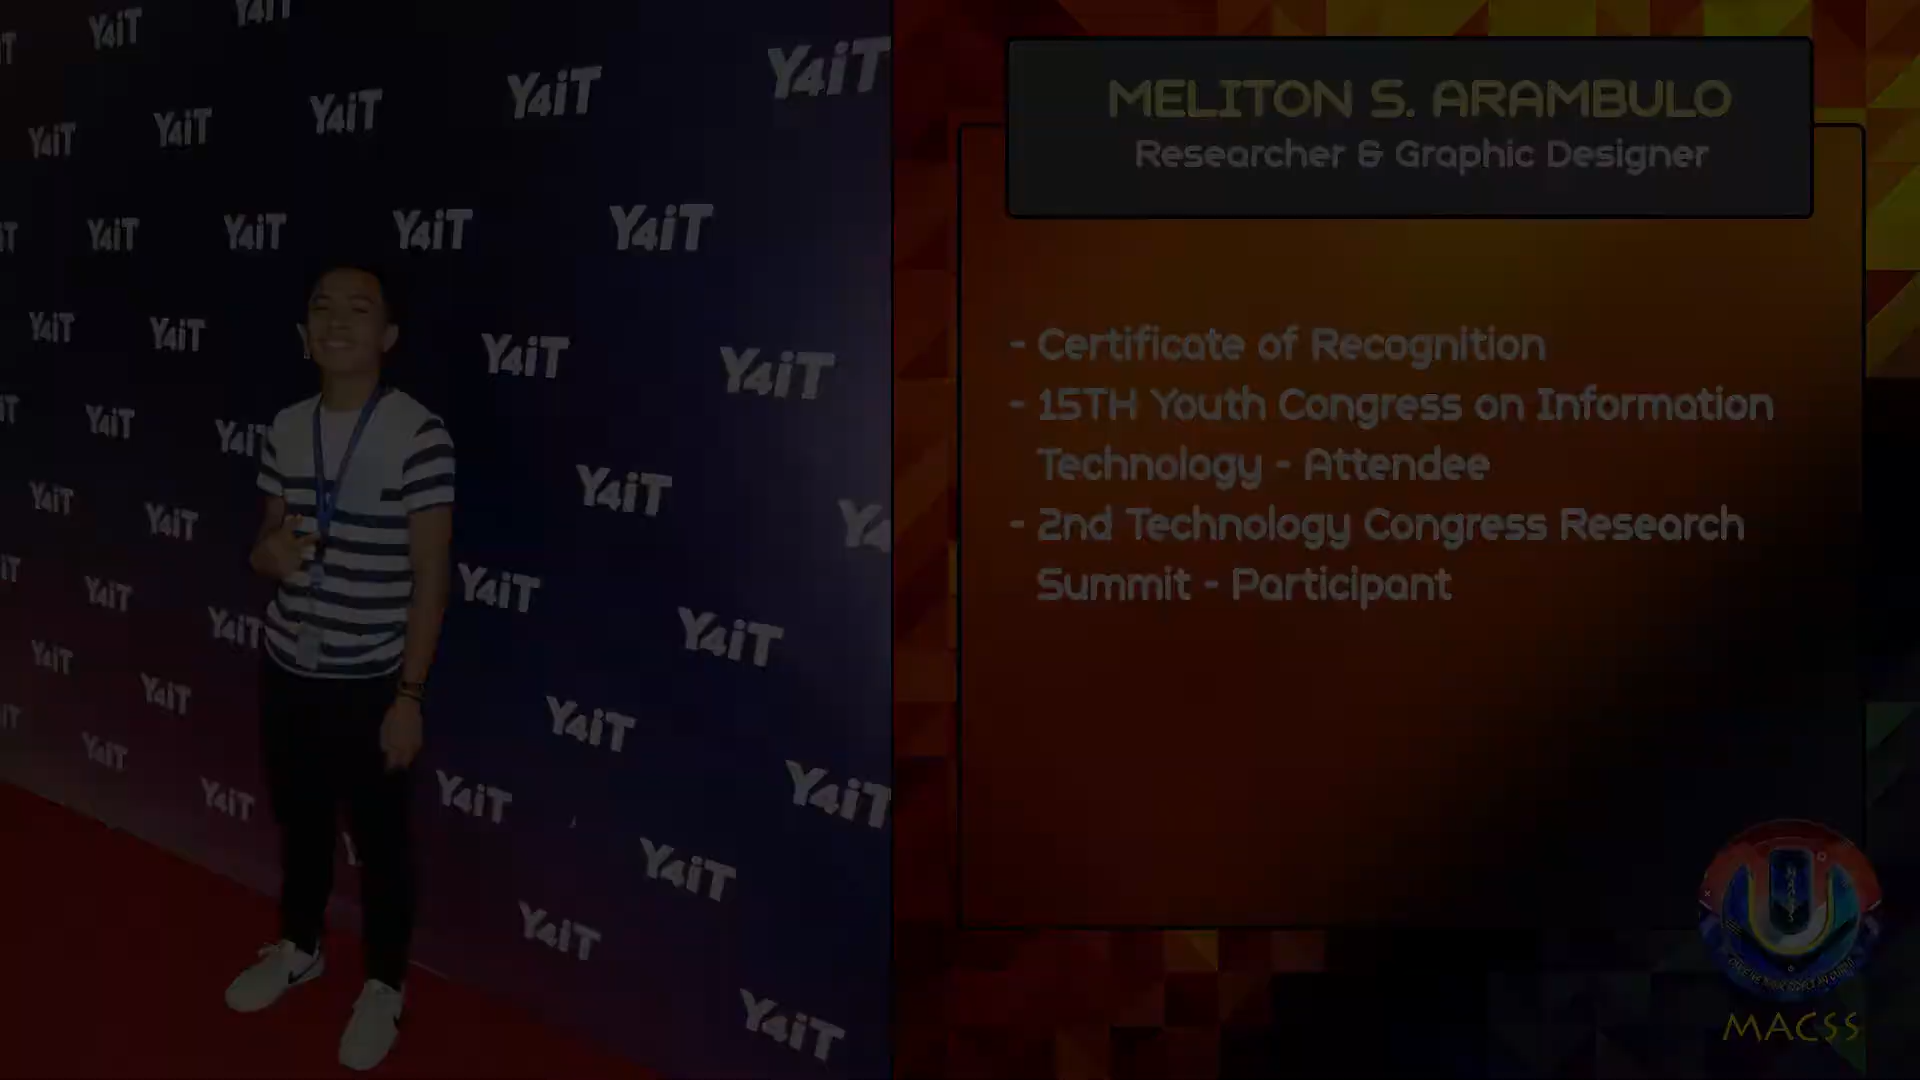 Y4iT
MELITON S. ARAMBULO
Researcher & Graphic Designer
- Certificate of Recognition
- 15TH Youth Congress on Information
Technology - Attendee
- 2nd Technology Congress Research
Summit - Participant
MACSS